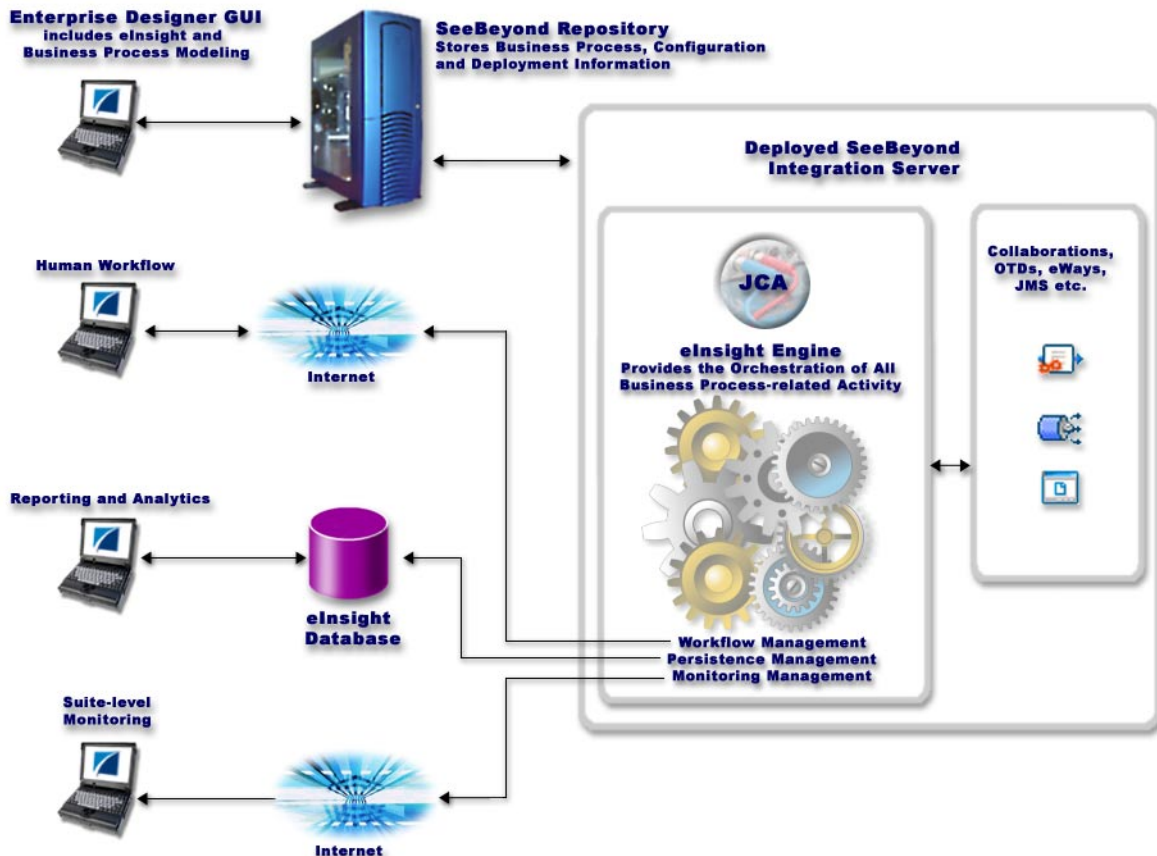 Enterprise Designer GUI
includes eInsight and
Business Process Modeling
SeeBeyond Repository
Stores Business Process, Configuration
and Deployment Information
Deployed SeeBeyond
Integration Server
JCA
eInsight Engine
Provides the Orchestration of All
Business Process-related Activity
Workflow Management
Persistence Management
Monitoring Management
Collaborations,
OTDs, eWays,
JMS etc.
Human Workflow
Internet
Reporting and Analytics
eInsight
Database
Suite-level
Monitoring
Internet